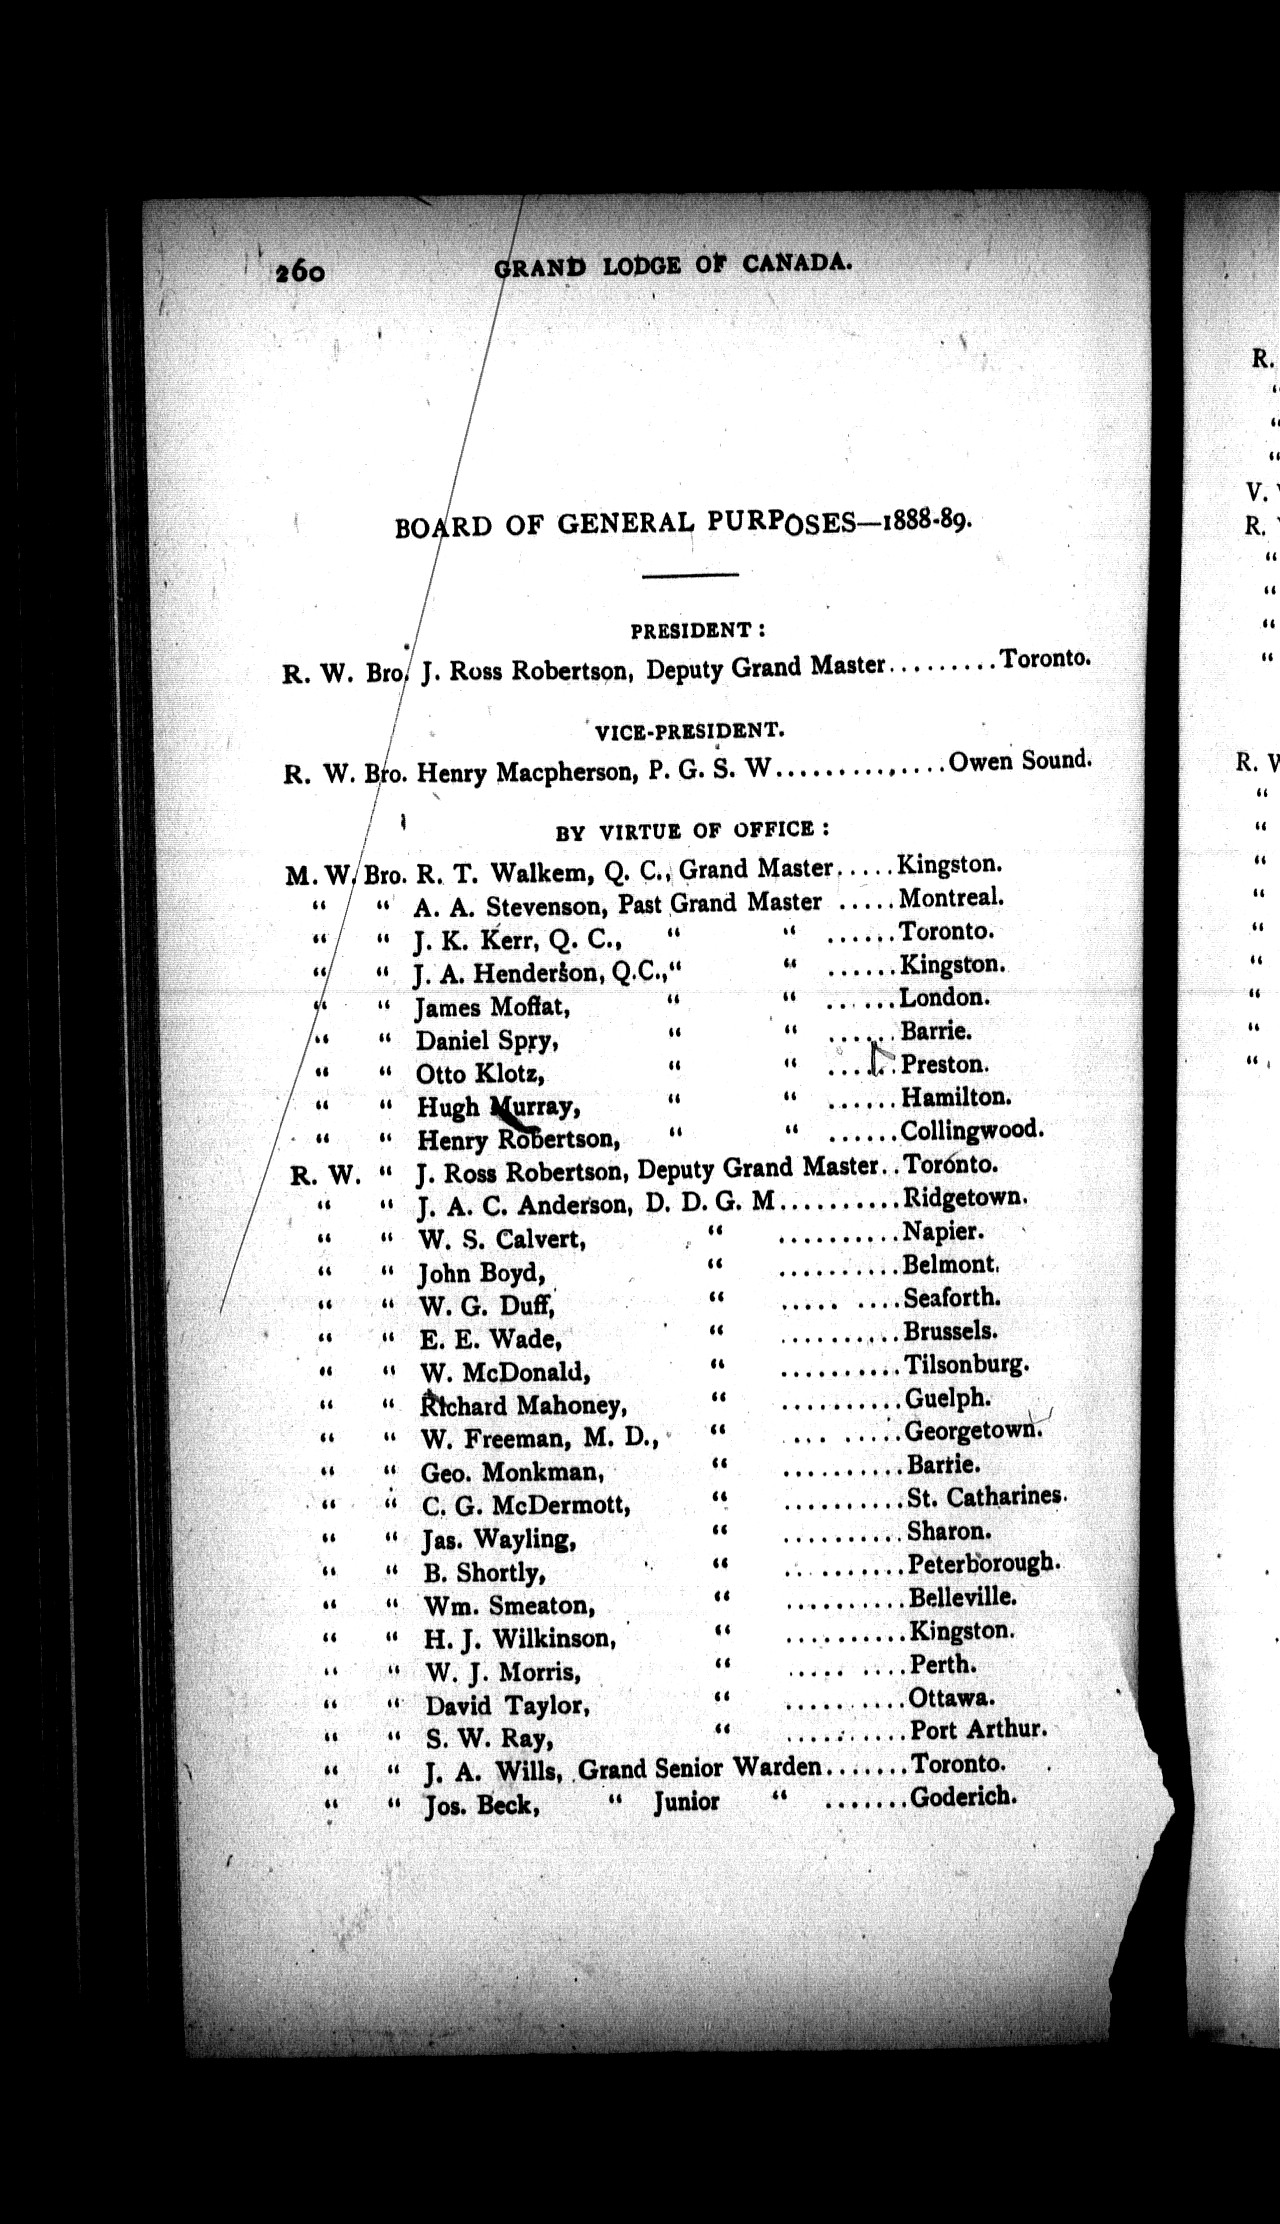 260 GRAND LODGE OF CANADA.
BOARD OF GENERAL PURPOSES—1888-89.
PRESIDENT :
R. W. Bro. J. Ross Robertson, Deputy Grand Master.........Toronto.
VICE-PRESIDENT.
R. W. Bro. Henry Macpherson, P. G. S. W..............Owen Sound.
BY VIRTUE OF OFFICE :
M. W. Bro. R. T. Walkem, Q. C., Grand Master.....Kingston.
“ “ A. A. Stevenson, Past Grand Master .....Montreal.
“ “ J. K. Kerr, Q. C., “ “ ......Toronto.
“ “ J. A. Henderson, Q.C.,“ “ ......Kingston.
“ “ James Moffat, “ “ ......London.
“ “ Daniel Spry, “ “ ......Barrie.
“ “ Otto Klotz, “ “ ......Preston.
“ “ Hugh Murray, “ “ ......Hamilton.
“ “ Henry Robertson, “ “ ......Collingwood.
R. W. “ J. Ross Robertson, Deputy Grand Master..Toronto.
“ “ J. A. C. Anderson, D. D. G. M..........Ridgetown.
“ “ W. S. Calvert, “ ..........Napier.
“ “ John Boyd, “ ..........Belmont.
“ “ W. G. Duff, “ ..... ....Seaforth.
“ “ E. E. Wade, “ ..........Brussels.
“ “ W. McDonald, “ ..........Tilsonburg.
“ “ Richard Mahoney, “ ..........Guelph.
“ “ W. Freeman, M. D., “ ... .....Georgetown.
“ “ Geo. Monkman, “ ..........Barrie.
“ “ C. G. McDermott, “ ..........St. Catharines.
“ “ Jas. Wayling, “ ..........Sharon.
“ “ B. Shortly, “ .. .......Peterborough.
“ “ Wm. Smeaton, “ ..........Belleville.
“ “ H. J. Wilkinson, “ ..........Kingston.
“ “ W. J. Morris, “ ..... ....Perth.
“ “ David Taylor, “ ..........Ottawa.
“ “ S. W. Ray, “ ..........Port Arthur.
“ “ J. A. Wills, Grand Senior Warden.......Toronto.
“ “ Jos. Beck, “ Junior “ .......Goderich.
R.
“
“
“
V.
R.
“
“
“
“
R.
“
“
“
“
“
“
“
“
“